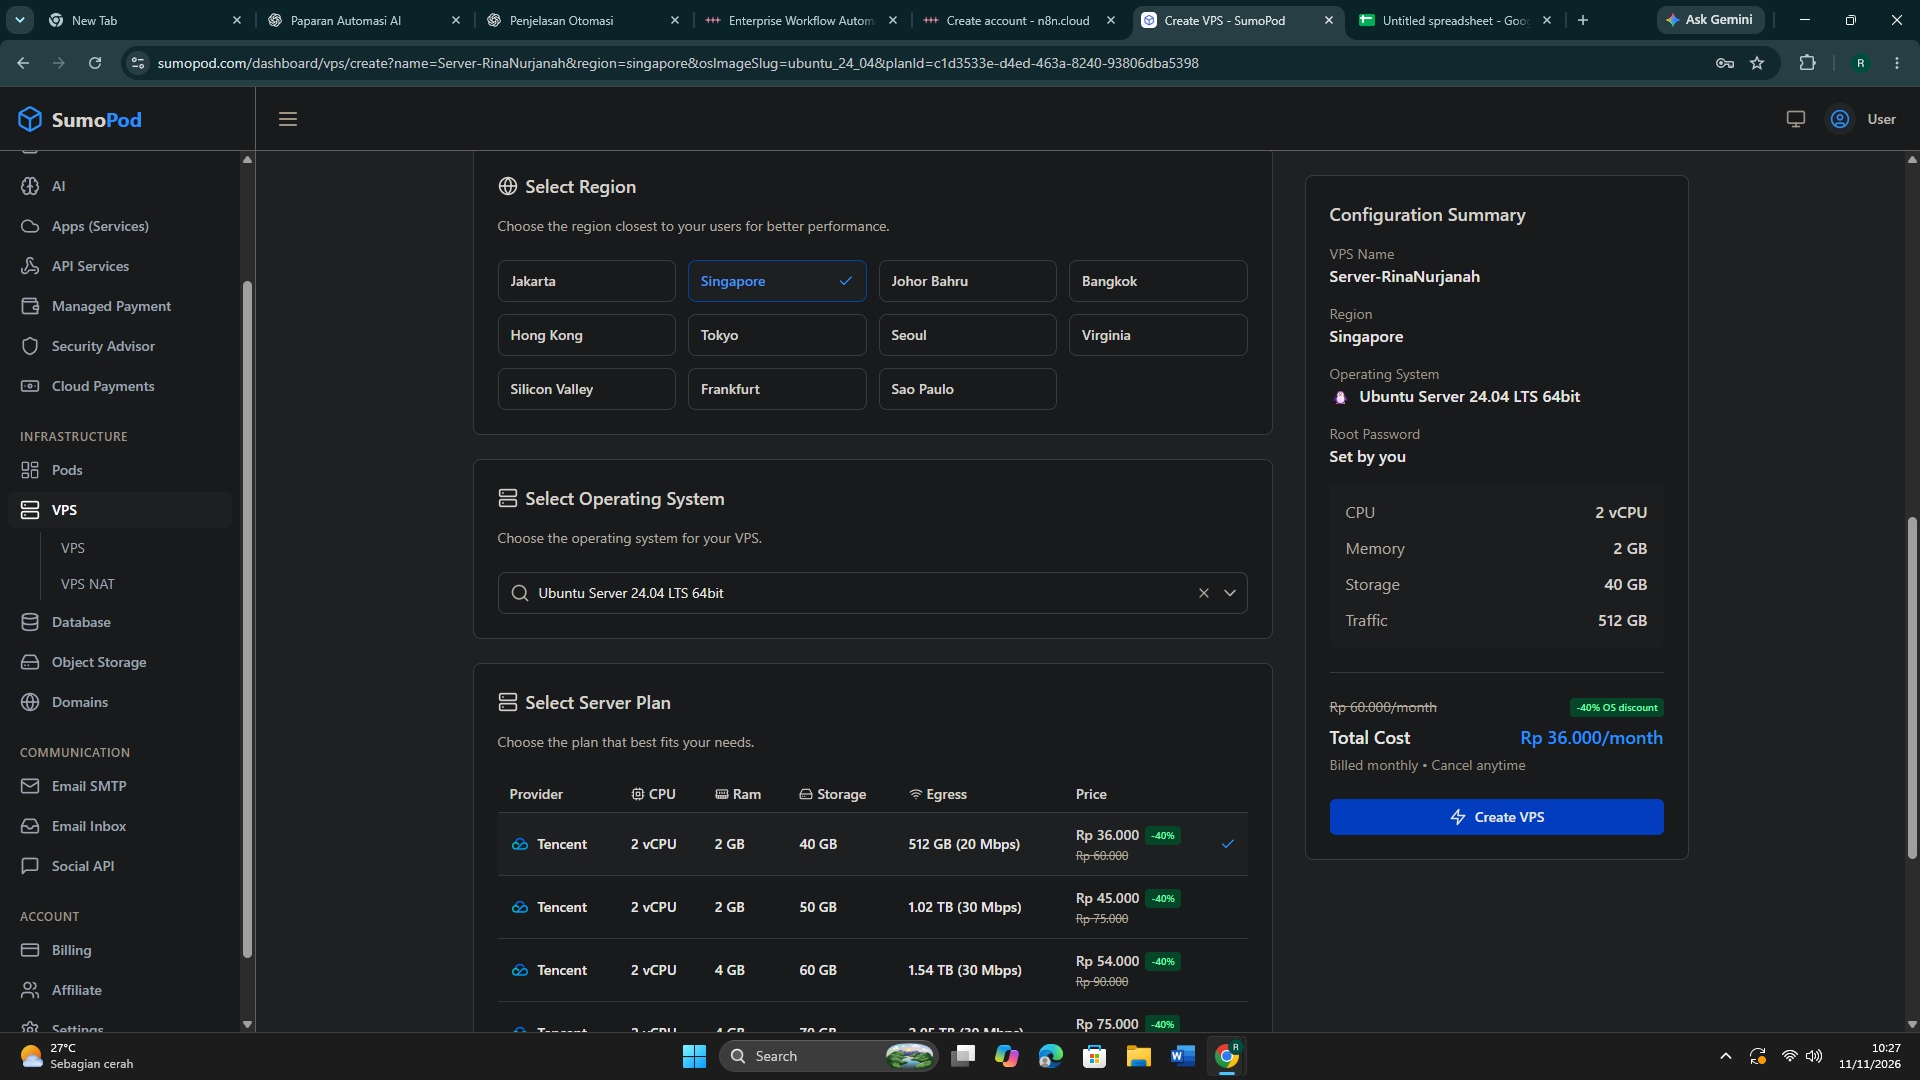 New Tab
Paparan Automasi AI
Penjelasan Otomasi
Enterprise Workflow Autom
Create account - n8n.cloud
Create VPS - SumoPod
Untitled spreadsheet - Goo
Ask Gemini
sumopod.com/dashboard/vps/create?name=Server-RinaNurjanah&region=singapore&osImageSlug=ubuntu_24_04&planId=c1d3533e-d4ed-463a-8240-93806dba5398
R
SumoPod
User
AI
Apps (Services)
API Services
Managed Payment
Security Advisor
Cloud Payments
INFRASTRUCTURE
Pods
VPS
VPS
VPS NAT
Database
Object Storage
Domains
COMMUNICATION
Email SMTP
Email Inbox
Social API
ACCOUNT
Billing
Affiliate
Settings
Select Region
Choose the region closest to your users for better performance.
Jakarta
Singapore
Johor Bahru
Bangkok
Hong Kong
Tokyo
Seoul
Virginia
Silicon Valley
Frankfurt
Sao Paulo
Select Operating System
Choose the operating system for your VPS.
Ubuntu Server 24.04 LTS 64bit
Select Server Plan
Choose the plan that best fits your needs.
Provider CPU Ram Storage Egress Price
Tencent 2 vCPU 2 GB 40 GB 512 GB (20 Mbps) Rp 36.000 -40%
Rp 60.000
Tencent 2 vCPU 2 GB 50 GB 1.02 TB (30 Mbps) Rp 45.000 -40%
Rp 75.000
Tencent 2 vCPU 4 GB 60 GB 1.54 TB (30 Mbps) Rp 54.000 -40%
Rp 90.000
Tencent 2 vCPU 4 GB 70 GB 2.05 TB (30 Mbps) Rp 75.000 -40%
Configuration Summary
VPS Name
Server-RinaNurjanah
Region
Singapore
Operating System
Ubuntu Server 24.04 LTS 64bit
Root Password
Set by you
CPU 2 vCPU
Memory 2 GB
Storage 40 GB
Traffic 512 GB
Rp 60.000/month -40% OS discount
Total Cost Rp 36.000/month
Billed monthly • Cancel anytime
Create VPS
27°C
Sebagian cerah
Search
R
10:27
11/11/2026